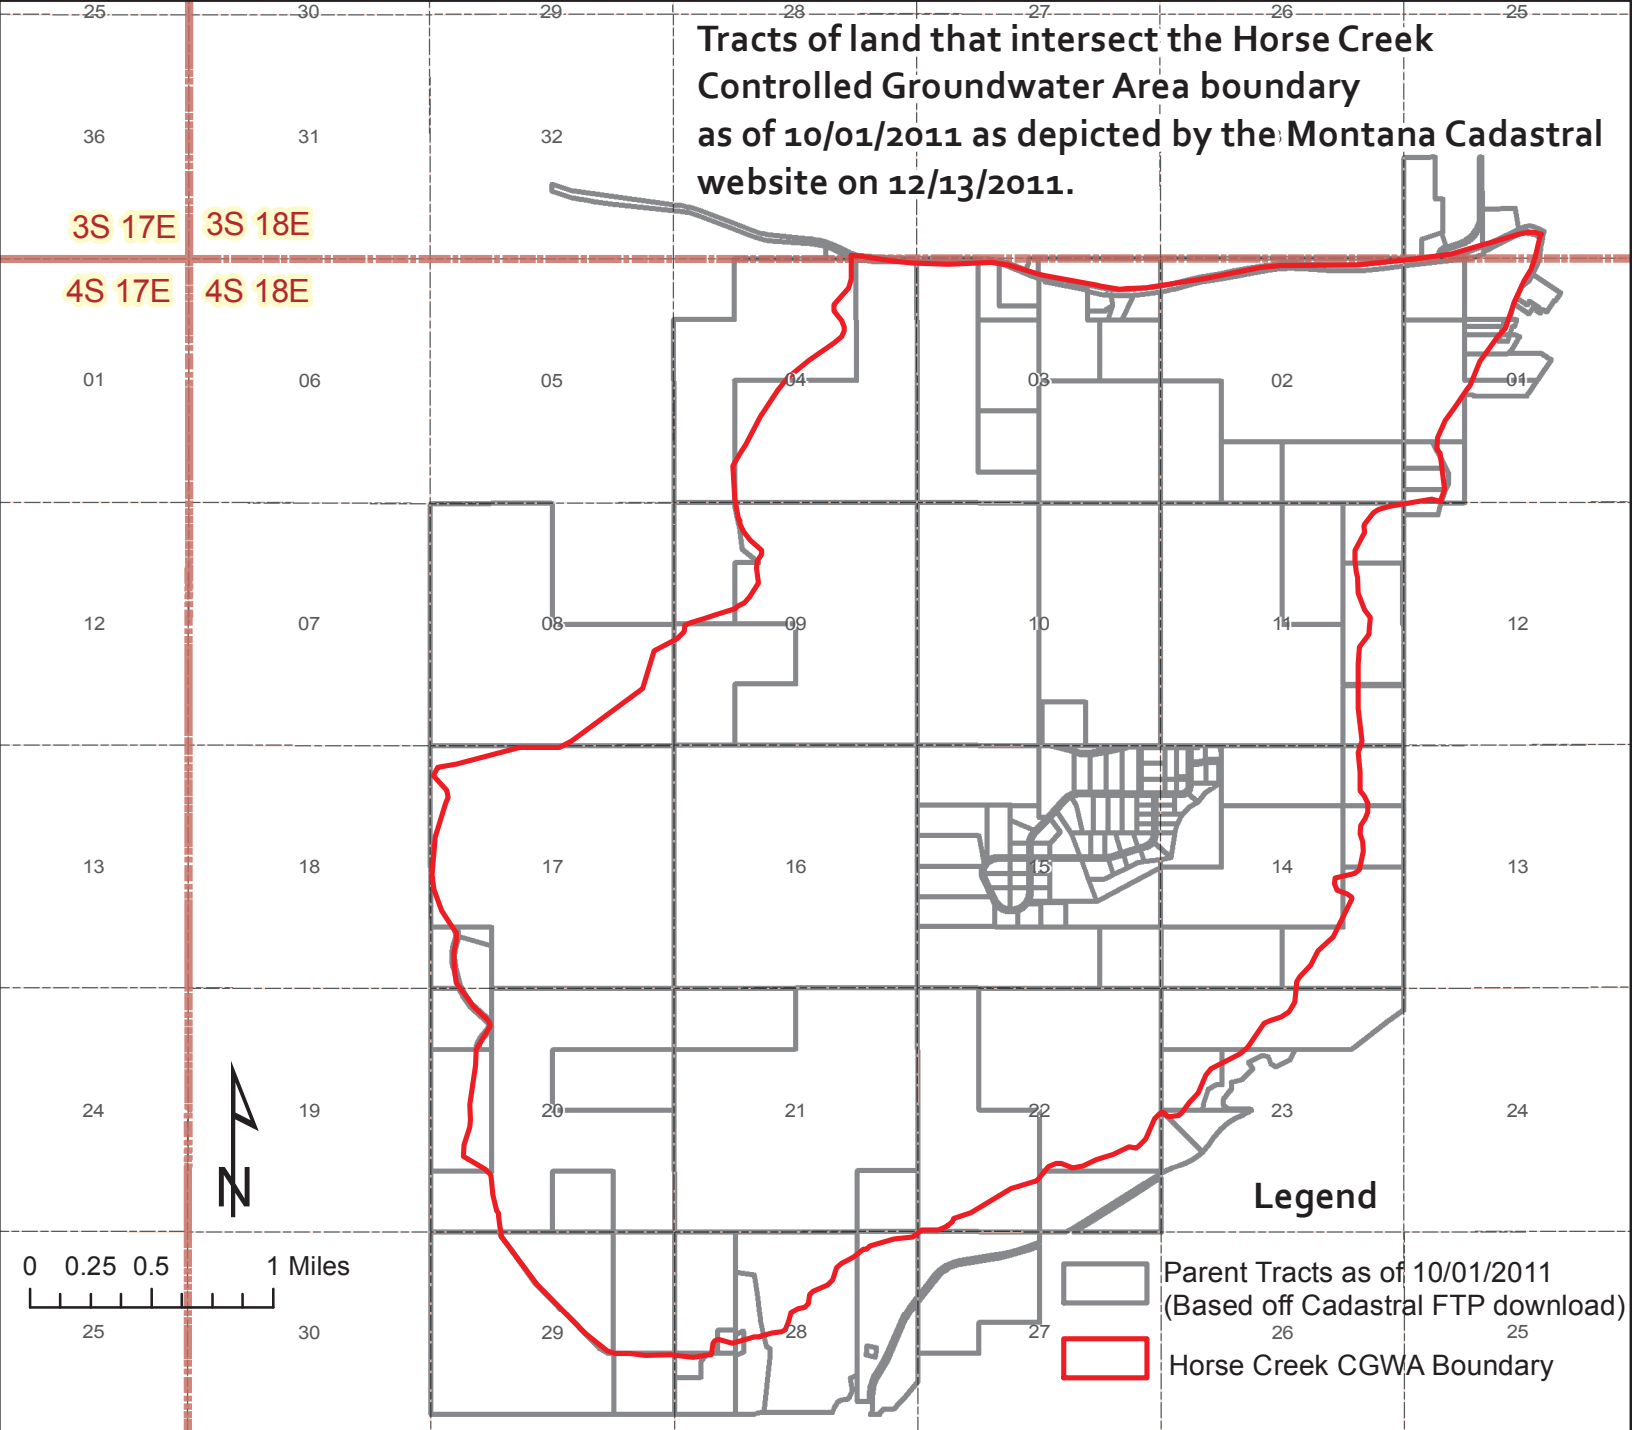 25 30 29 28 27 26 25
Tracts of land that intersect the Horse Creek
Controlled Groundwater Area boundary
as of 10/01/2011 as depicted by the Montana Cadastral
website on 12/13/2011.
36 31 32
3S 17E 3S 18E
4S 17E 4S 18E
01 06 05 04 03 02 01
12 07 08 09 10 11 12
13 18 17 16 15 14 13
24 19 20 21 22 23 24
N
Legend
0 0.25 0.5 1 Miles
Parent Tracts as of 10/01/2011
(Based off Cadastral FTP download)
25 30 29 28 27 26 25
Horse Creek CGWA Boundary